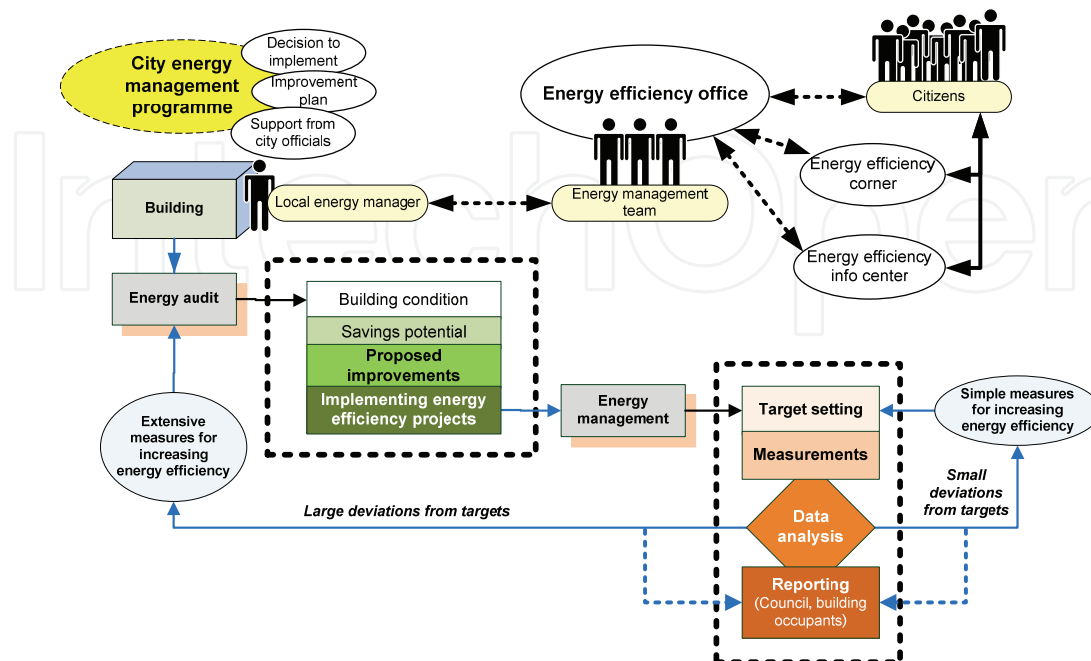 City energy
management
programme
Decision to
implement
Improvement
plan
Support from
city officials
Energy efficiency office
Citizens
Energy efficiency
corner
Energy efficiency
info center
Building
Local energy manager
Energy management
team
Energy audit
Building condition
Savings potential
Proposed
improvements
Implementing energy
efficiency projects
Energy
management
Target setting
Measurements
Simple measures
for increasing
energy efficiency
Extensive
measures for
increasing
energy efficiency
Large deviations from targets
Small
deviations
from targets
Data
analysis
Reporting
(Council, building
occupants)
IntechOpen